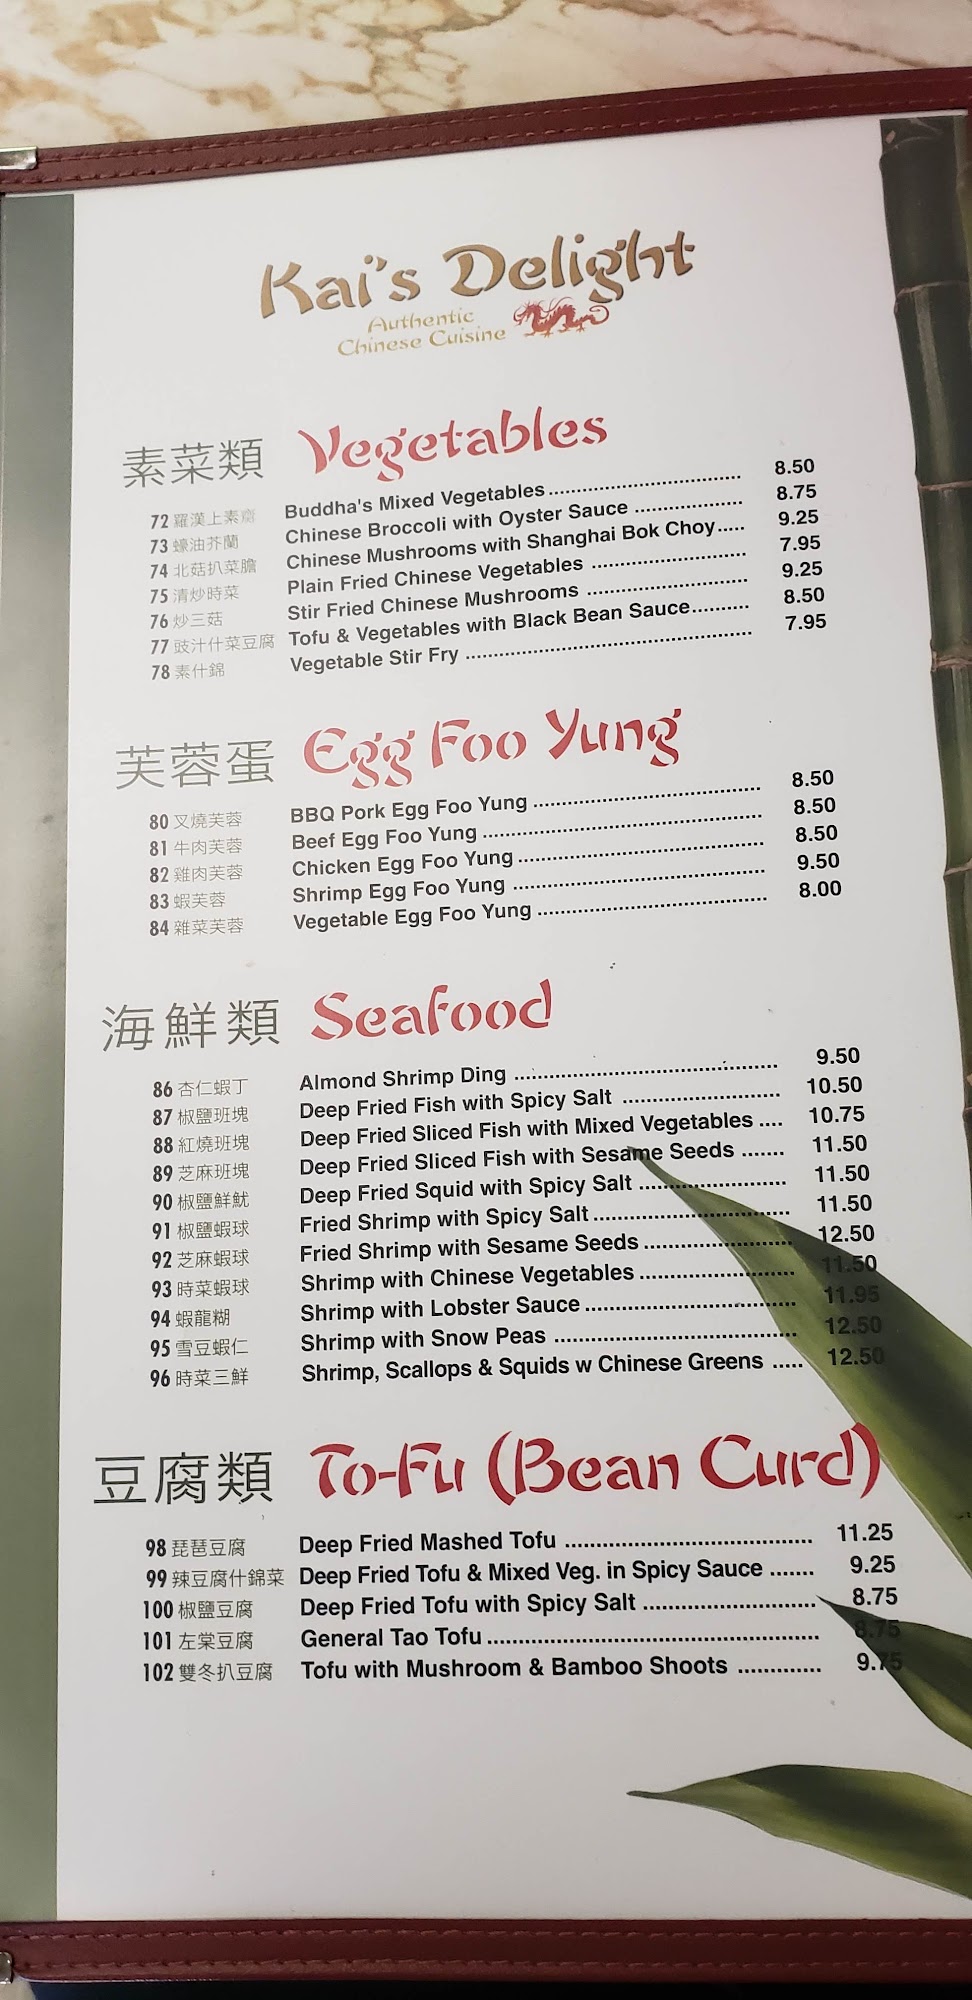 Kai's Delight
Authentic
Chinese Cuisine
素菜類 Vegetables
72 羅漢上素齋 Buddha's Mixed Vegetables 8.50
73 蠔油芥蘭 Chinese Broccoli with Oyster Sauce 8.75
74 北菇扒菜膽 Chinese Mushrooms with Shanghai Bok Choy 9.25
75 清炒時菜 Plain Fried Chinese Vegetables 7.95
76 炒三菇 Stir Fried Chinese Mushrooms 9.25
77 豉汁什菜豆腐 Tofu & Vegetables with Black Bean Sauce 8.50
78 素什錦 Vegetable Stir Fry 7.95
芙蓉蛋 Egg Foo Yung
80 叉燒芙蓉 BBQ Pork Egg Foo Yung 8.50
81 牛肉芙蓉 Beef Egg Foo Yung 8.50
82 雞肉芙蓉 Chicken Egg Foo Yung 8.50
83 蝦芙蓉 Shrimp Egg Foo Yung 9.50
84 雜菜芙蓉 Vegetable Egg Foo Yung 8.00
海鮮類 Seafood
86 杏仁蝦丁 Almond Shrimp Ding 9.50
87 椒鹽班塊 Deep Fried Fish with Spicy Salt 10.50
88 紅燒班塊 Deep Fried Sliced Fish with Mixed Vegetables 10.75
89 芝麻班塊 Deep Fried Sliced Fish with Sesame Seeds 11.50
90 椒鹽鮮魷 Deep Fried Squid with Spicy Salt 11.50
91 椒鹽蝦球 Fried Shrimp with Spicy Salt 11.50
92 芝麻蝦球 Fried Shrimp with Sesame Seeds 12.50
93 時菜蝦球 Shrimp with Chinese Vegetables 11.50
94 蝦龍糊 Shrimp with Lobster Sauce 11.95
95 雪豆蝦仁 Shrimp with Snow Peas 12.50
96 時菜三鮮 Shrimp, Scallops & Squids w Chinese Greens 12.50
豆腐類 To-Fu (Bean Curd)
98 琵琶豆腐 Deep Fried Mashed Tofu 11.25
99 辣豆腐什錦菜 Deep Fried Tofu & Mixed Veg. in Spicy Sauce 9.25
100 椒鹽豆腐 Deep Fried Tofu with Spicy Salt 8.75
101 左棠豆腐 General Tao Tofu 8.75
102 雙冬扒豆腐 Tofu with Mushroom & Bamboo Shoots 9.75